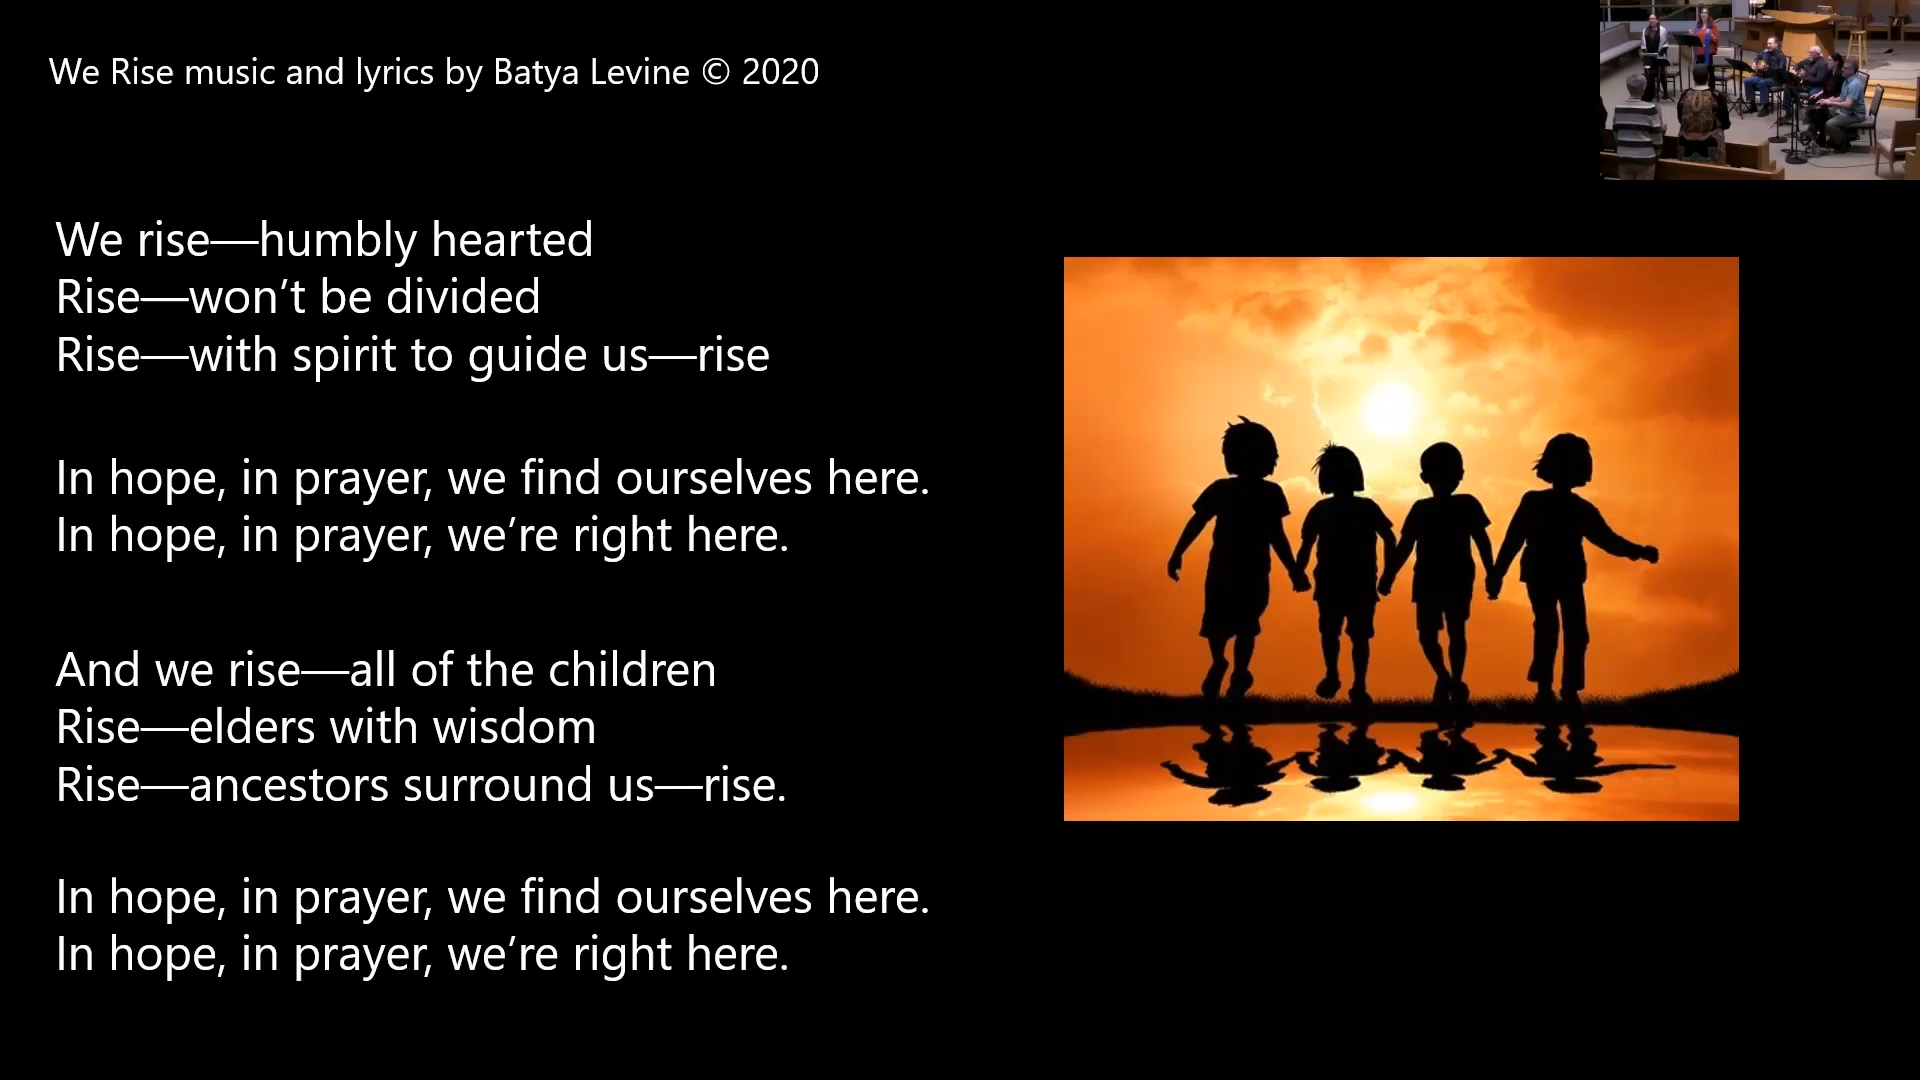 We Rise music and lyrics by Batya Levine © 2020
We rise—humbly hearted
Rise—won’t be divided
Rise—with spirit to guide us—rise
In hope, in prayer, we find ourselves here.
In hope, in prayer, we’re right here.
And we rise—all of the children
Rise—elders with wisdom
Rise—ancestors surround us—rise.
In hope, in prayer, we find ourselves here.
In hope, in prayer, we’re right here.